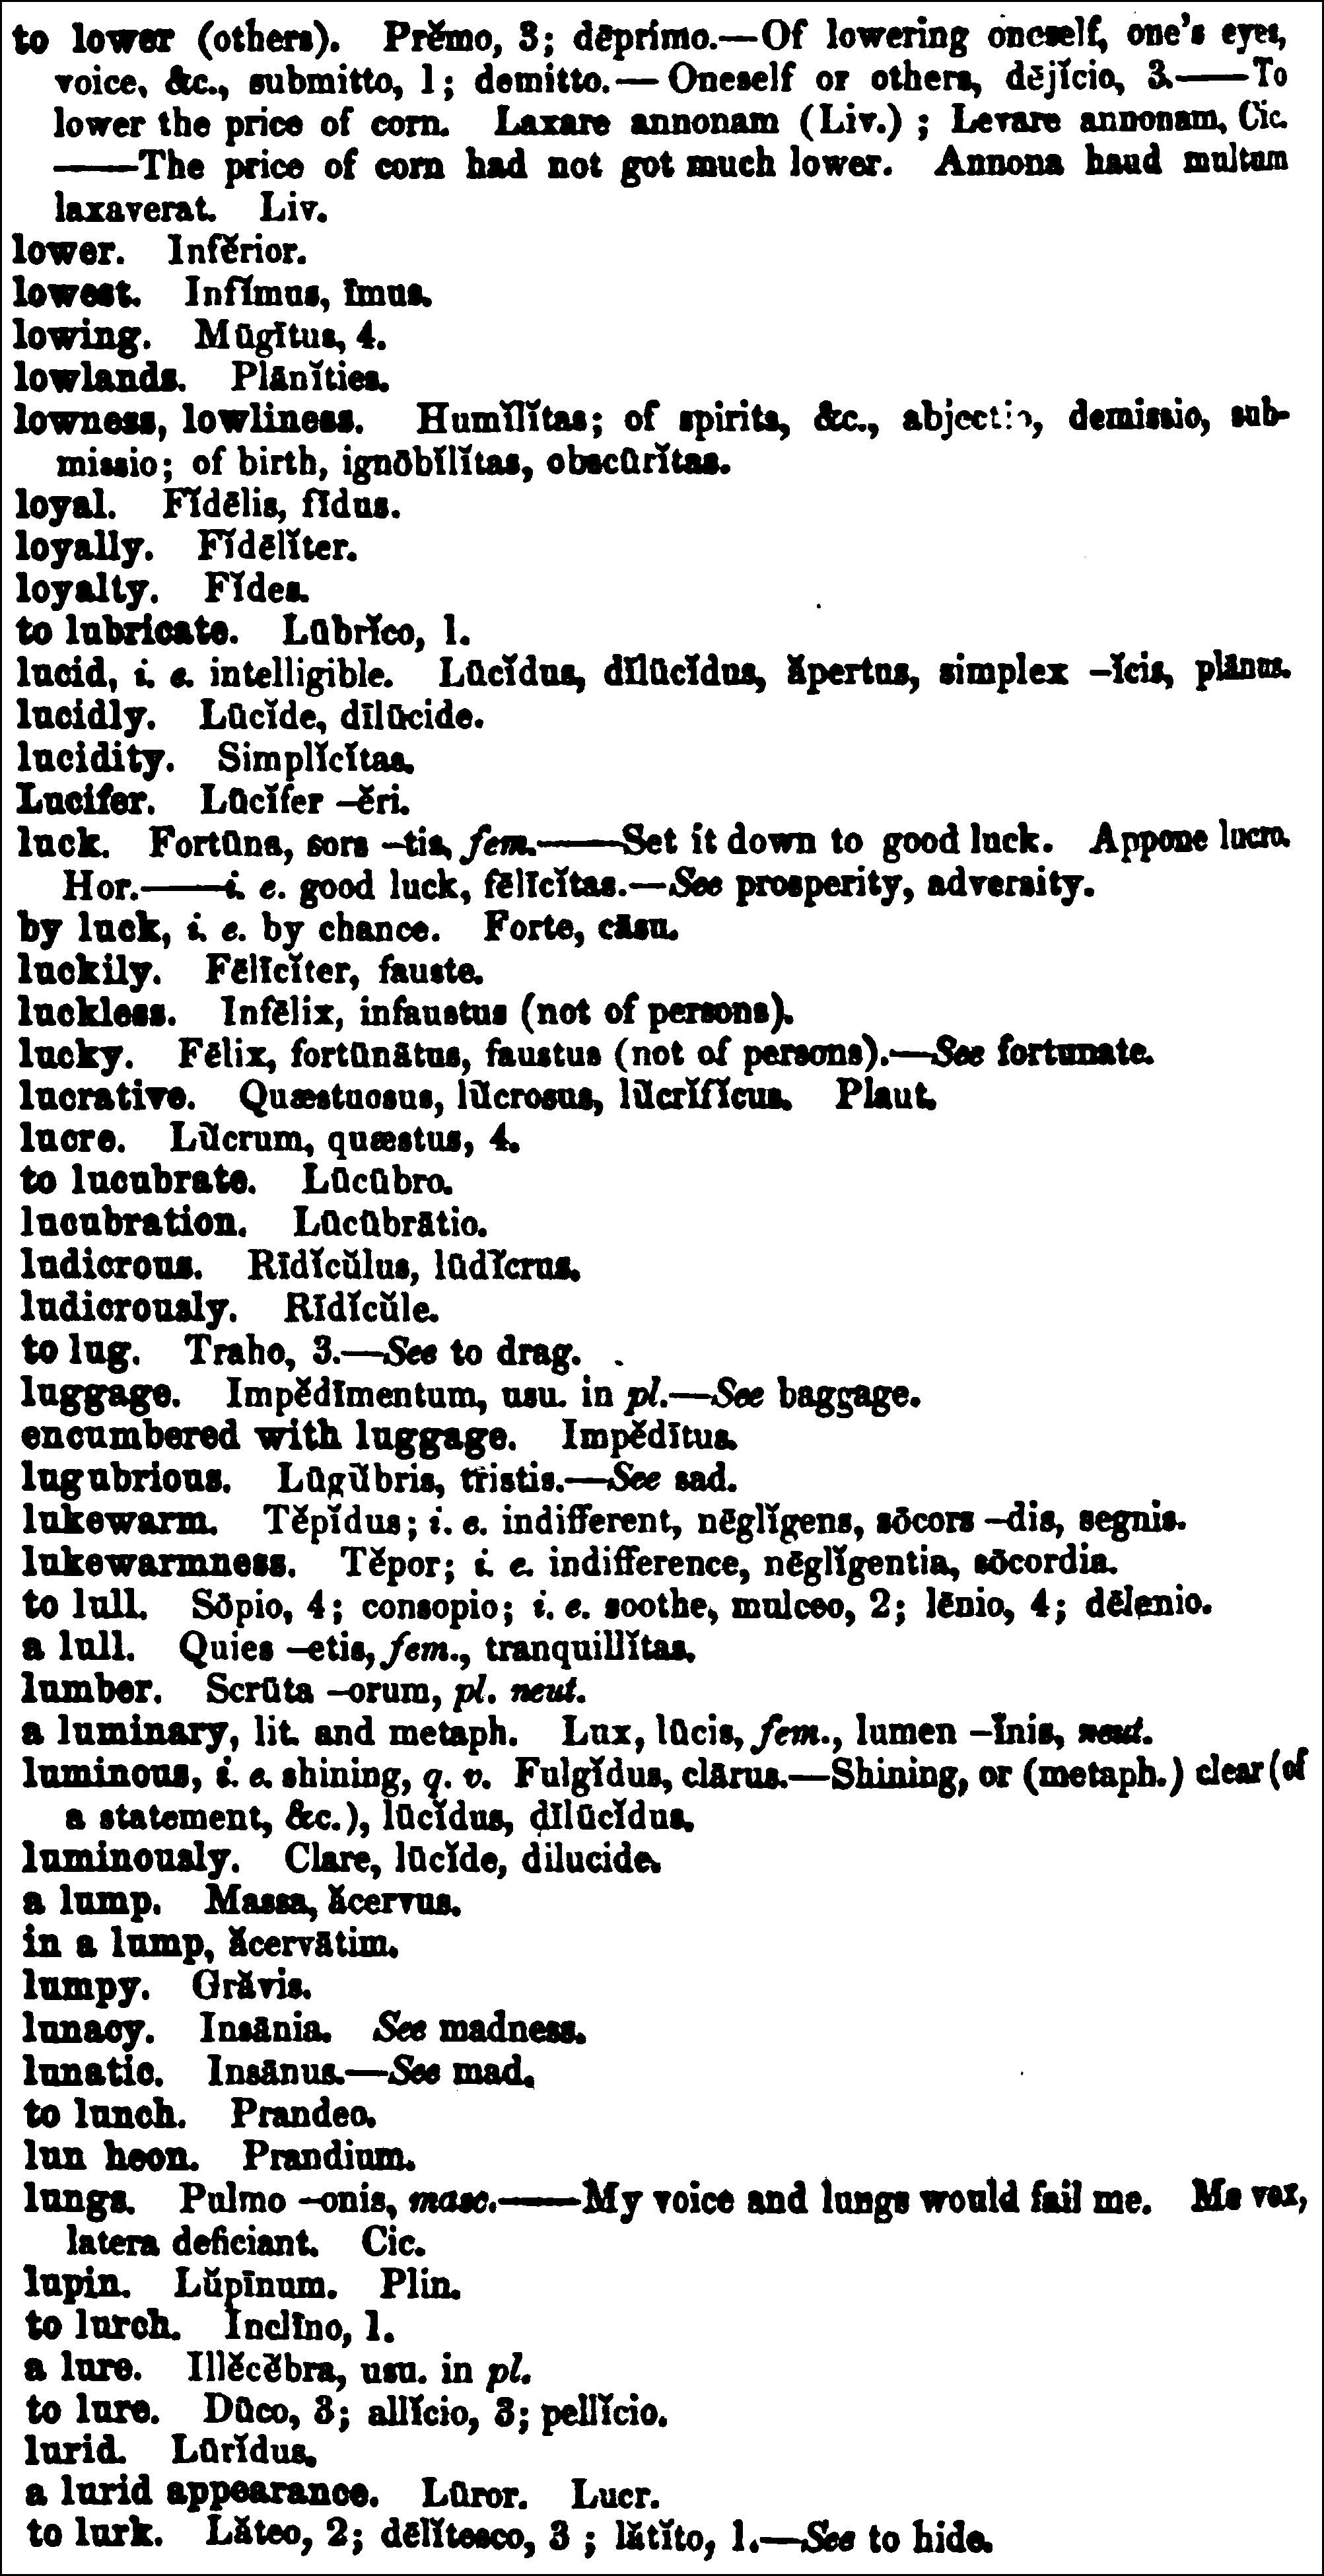 to lower (others). Prĕmo, 3; dēprímo.—Of lowering oneself, one's eyes,
voice, &c., submitto, 1; demitto.—Oneself or others, dējĭcio, 3.——To
lower the price of corn. Laxare annonam (Liv.) ; Levare annonam, Cic.
——The price of corn had not got much lower. Annona haud multum
laxaverat. Liv.
lower. Infĕrior.
lowest. Infĭmus, īmus.
lowing. Mūgītus, 4.
lowlands. Plānĭties.
lowness, lowliness. Humĭlĭtas; of spirits, &c., abjectio, demissio, sub-
missio; of birth, ignōbĭlĭtas, obscūrĭtas.
loyal. Fĭdēlis, fīdus.
loyally. Fĭdēlĭter.
loyalty. Fĭdes.
to lubricate. Lūbrĭco, 1.
lucid, i. e. intelligible. Lūcĭdus, dīlūcĭdus, ăpertus, simplex –ĭcis, plānus.
lucidly. Lūcĭde, dīlūcide.
lucidity. Simplĭcĭtas.
Lucifer. Lūcĭfer –ĕri.
luck. Fortūna, sors –tis, fem.——Set it down to good luck. Appone lucro.
Hor.——i. e. good luck, fēlīcĭtas.—See prosperity, adversity.
by luck, i. e. by chance. Forte, cāsu.
luckily. Fēlīcĭter, fauste.
luckless. Infēlix, infaustus (not of persons).
lucky. Fēlix, fortūnātus, faustus (not of persons).—See fortunate.
lucrative. Quæstuosus, lŭcrosus, lŭcrĭfĭcus. Plaut.
lucre. Lŭcrum, quæstus, 4.
to lucubrate. Lūcūbro.
lucubration. Lūcūbrātio.
ludicrous. Rīdĭcŭlus, lūdĭcrus.
ludicrously. Rīdĭcŭle.
to lug. Traho, 3.—See to drag.
luggage. Impĕdīmentum, usu. in pl.—See baggage.
encumbered with luggage. Impĕdītus.
lugubrious. Lūgŭbris, tristis.—See sad.
lukewarm. Tĕpĭdus; i. e. indifferent, nēglĭgens, sōcors –dis, segnis.
lukewarmness. Tĕpor; i. e. indifference, nēglĭgentia, sōcordia.
to lull. Sōpio, 4; consopio; i. e. soothe, mulceo, 2; lēnio, 4; dēlenio.
a lull. Quies –etis, fem., tranquillĭtas.
lumber. Scrūta –orum, pl. neut.
a luminary, lit. and metaph. Lux, lūcis, fem., lumen –ĭnis, neut.
luminous, i. e. shining, q. v. Fulgĭdus, clārus.—Shining, or (metaph.) clear (of
a statement, &c.), lūcĭdus, dīlūcĭdus.
luminously. Clare, lūcĭde, dilucide.
a lump. Massa, ăcervus.
in a lump, ăcervātim.
lumpy. Grăvis.
lunacy. Insānia. See madness.
lunatic. Insānus.—See mad.
to lunch. Prandeo.
lun heon. Prandium.
lungs. Pulmo –onis, masc.——My voice and lungs would fail me. Me vox,
latera deficiant. Cic.
lupin. Lŭpīnum. Plin.
to lurch. Inclīno, 1.
a lure. Illĕcĕbra, usu. in pl.
to lure. Dūco, 3; allĭcio, 3; pellĭcio.
lurid. Lūrĭdus.
a lurid appearance. Lūror. Lucr.
to lurk. Lăteo, 2; dēlĭtesco, 3 ; lătĭto, 1.—See to hide.